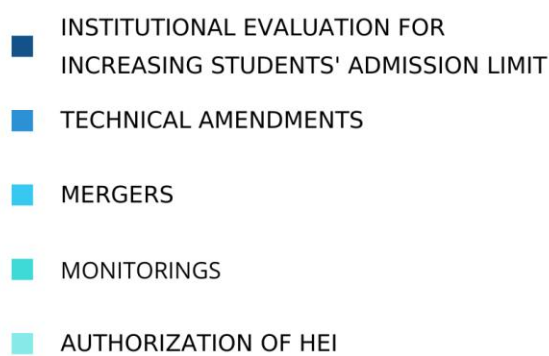 INSTITUTIONAL EVALUATION FOR
INCREASING STUDENTS' ADMISSION LIMIT
TECHNICAL AMENDMENTS
MERGERS
MONITORINGS
AUTHORIZATION OF HEI